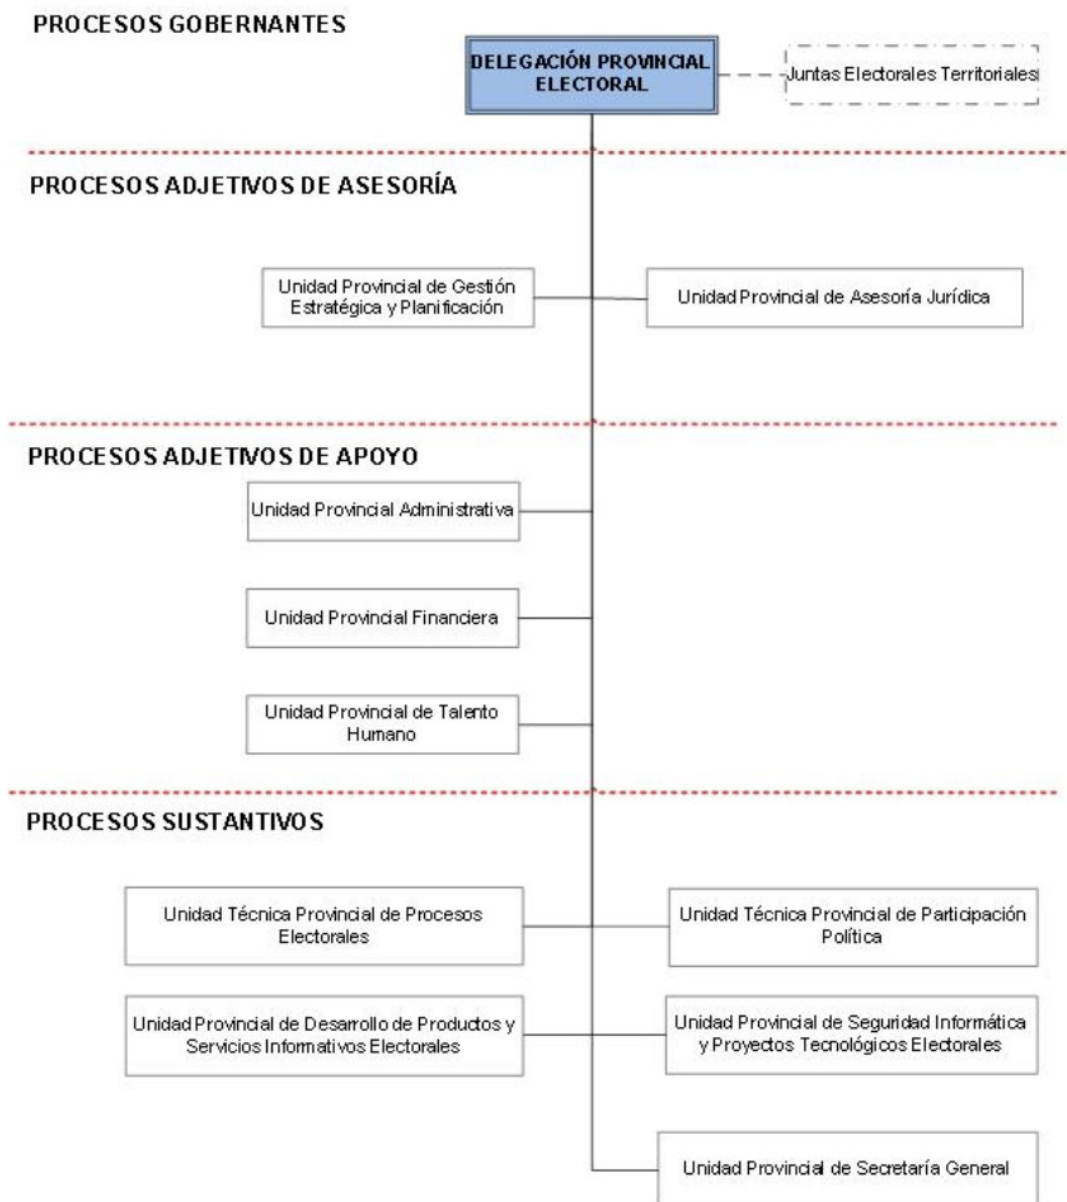 PROCESOS GOBERNANTES
DELEGACIÓN PROVINCIAL
ELECTORAL
Juntas Electorales Territoriales
PROCESOS ADJETIVOS DE ASESORÍA
Unidad Provincial de Gestión
Estratégica y Planificación
Unidad Provincial de Asesoría Jurídica
PROCESOS ADJETIVOS DE APOYO
Unidad Provincial Administrativa
Unidad Provincial Financiera
Unidad Provincial de Talento
Humano
PROCESOS SUSTANTIVOS
Unidad Técnica Provincial de Procesos
Electorales
Unidad Técnica Provincial de Participación
Política
Unidad Provincial de Desarrollo de Productos y
Servicios Informativos Electorales
Unidad Provincial de Seguridad Informática
y Proyectos Tecnológicos Electorales
Unidad Provincial de Secretaría General